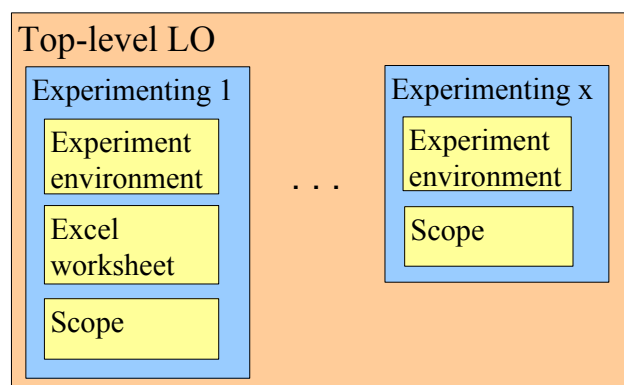 Top-level LO
Experimenting 1
Experiment
environment
Excel
worksheet
Scope
. . .
Experimenting x
Experiment
environment
Scope